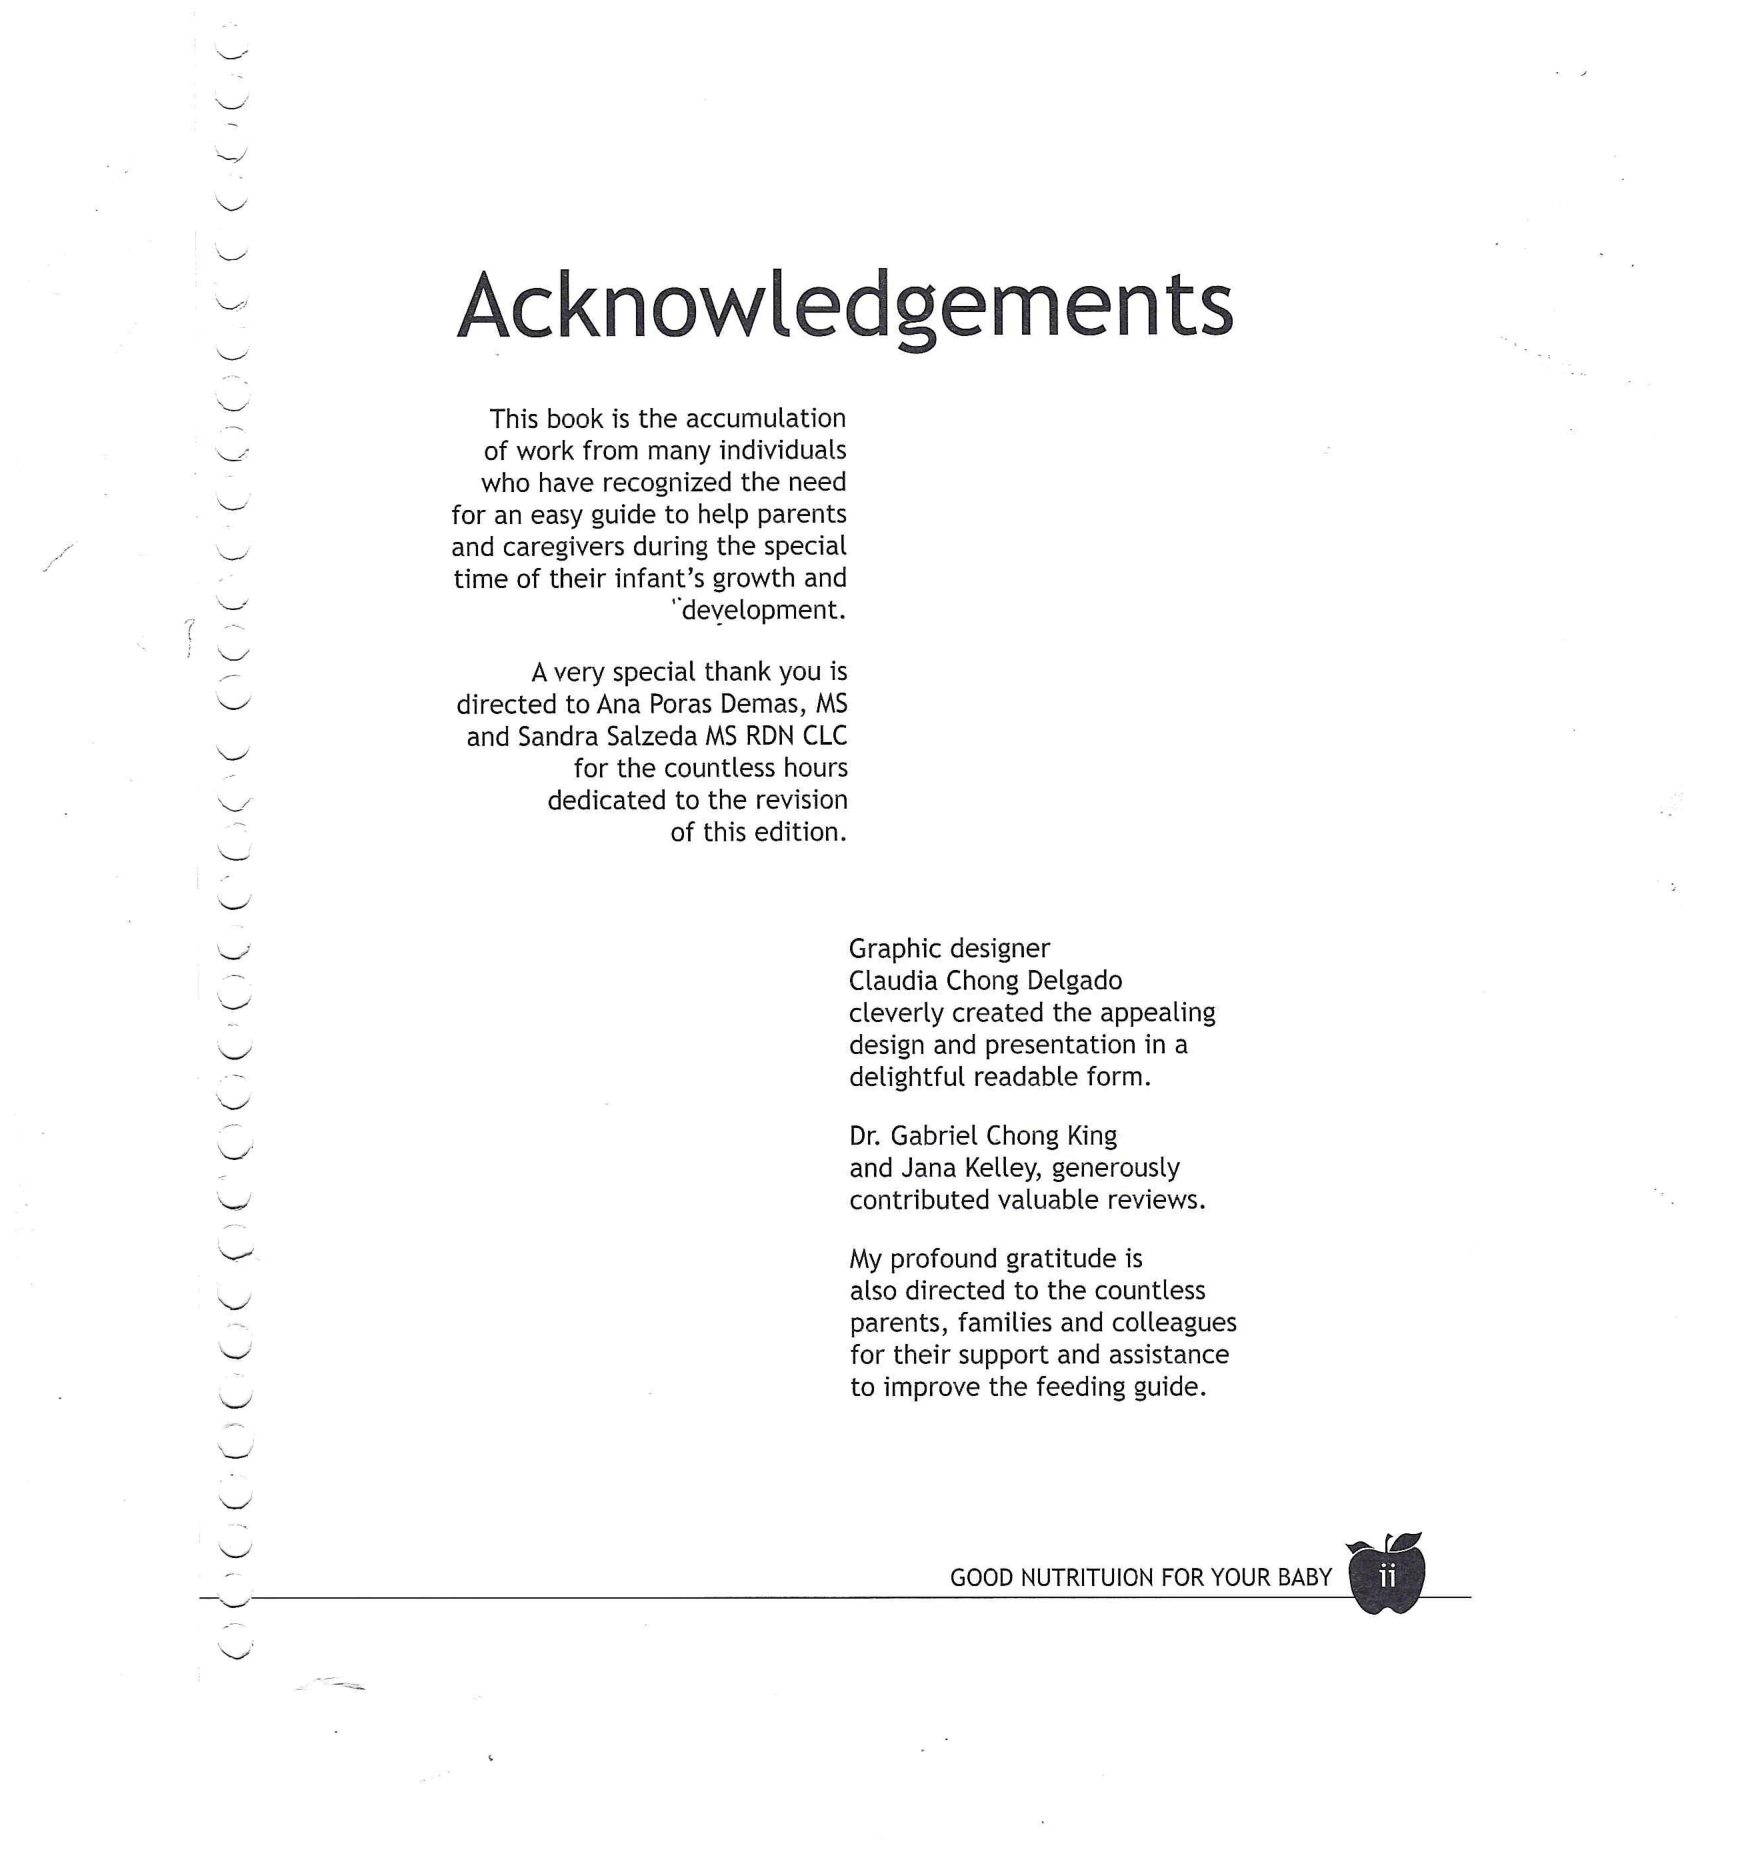 Acknowledgements
This book is the accumulation
of work from many individuals
who have recognized the need
for an easy guide to help parents
and caregivers during the special
time of their infant's growth and
development.
A very special thank you is
directed to Ana Poras Demas, MS
and Sandra Salzeda MS RDN CLC
for the countless hours
dedicated to the revision
of this edition.
Graphic designer
Claudia Chong Delgado
cleverly created the appealing
design and presentation in a
delightful readable form.
Dr. Gabriel Chong King
and Jana Kelley, generously
contributed valuable reviews.
My profound gratitude is
also directed to the countless
parents, families and colleagues
for their support and assistance
to improve the feeding guide.
GOOD NUTRITUION FOR YOUR BABY ii